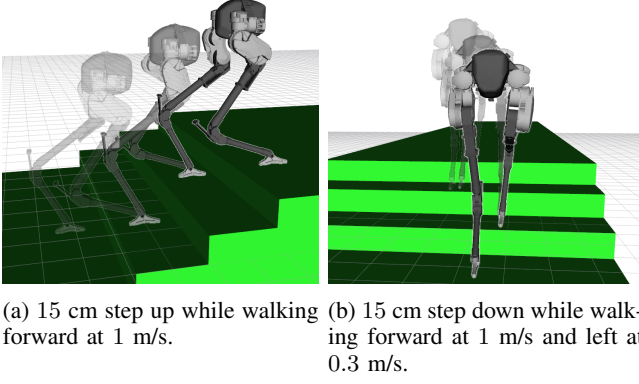 (a) 15 cm step up while walking
forward at 1 m/s.
(b) 15 cm step down while walk-
ing forward at 1 m/s and left at
0.3 m/s.